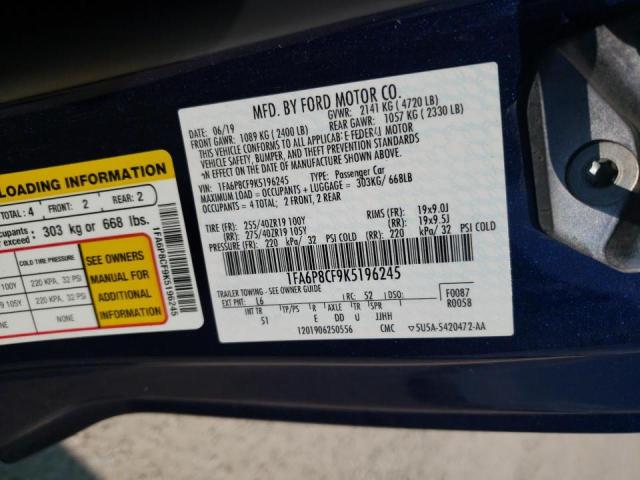 MFD. BY FORD MOTOR CO.
06/19 GVWR: 2141 KG ( 4720 LB)
FRONT GAWR: 1089 KG ( 2400 LB) REAR GAWR: 1057 KG ( 2330 LB)
THIS VEHICLE CONFORMS TO ALL APPLICABLE FEDERAL MOTOR
VEHICLE SAFETY, BUMPER, AND THEFT PREVENTION STANDARDS
IN EFFECT ON THE DATE OF MANUFACTURE SHOWN ABOVE.
VIN: 1FA6P8CF9K5196245 TYPE: Passenger Car
MAXIMUM LOAD = OCCUPANTS + LUGGAGE = 303KG/ 668LB
OCCUPANTS: 2 FRONT, 2 REAR
TIRE (FR): 255/40ZR19 100Y RIMS (FR): 19x9.0J
(RR): 275/40ZR19 105Y (RR): 19x9.5J
PRESSURE (FR): 220 kPa/ 32 PSI COLD (RR): 220 kPa/ 32 PSI COLD
1FA6P8CF9K5196245
TRAILER TOWING - SEE OWNER GUIDE
EXT PNT: L6 RC: 52 DSO:
INT TR TP/PS R AXLE TR SPR F0087
51 E DD U JJHH R0058
1201906250556 CMC 5U5A-5420472-AA
LOADING INFORMATION
TOTAL: 4 FRONT: 2 REAR: 2
exceed: 303 kg or 668 lbs.
COLD TIRE PRESSURE
100Y 220 KPA, 32 PSI
105Y 220 KPA, 32 PSI
NONE
SEE OWNERS
MANUAL FOR
ADDITIONAL
INFORMATION
1FA6P8CF9K5196245